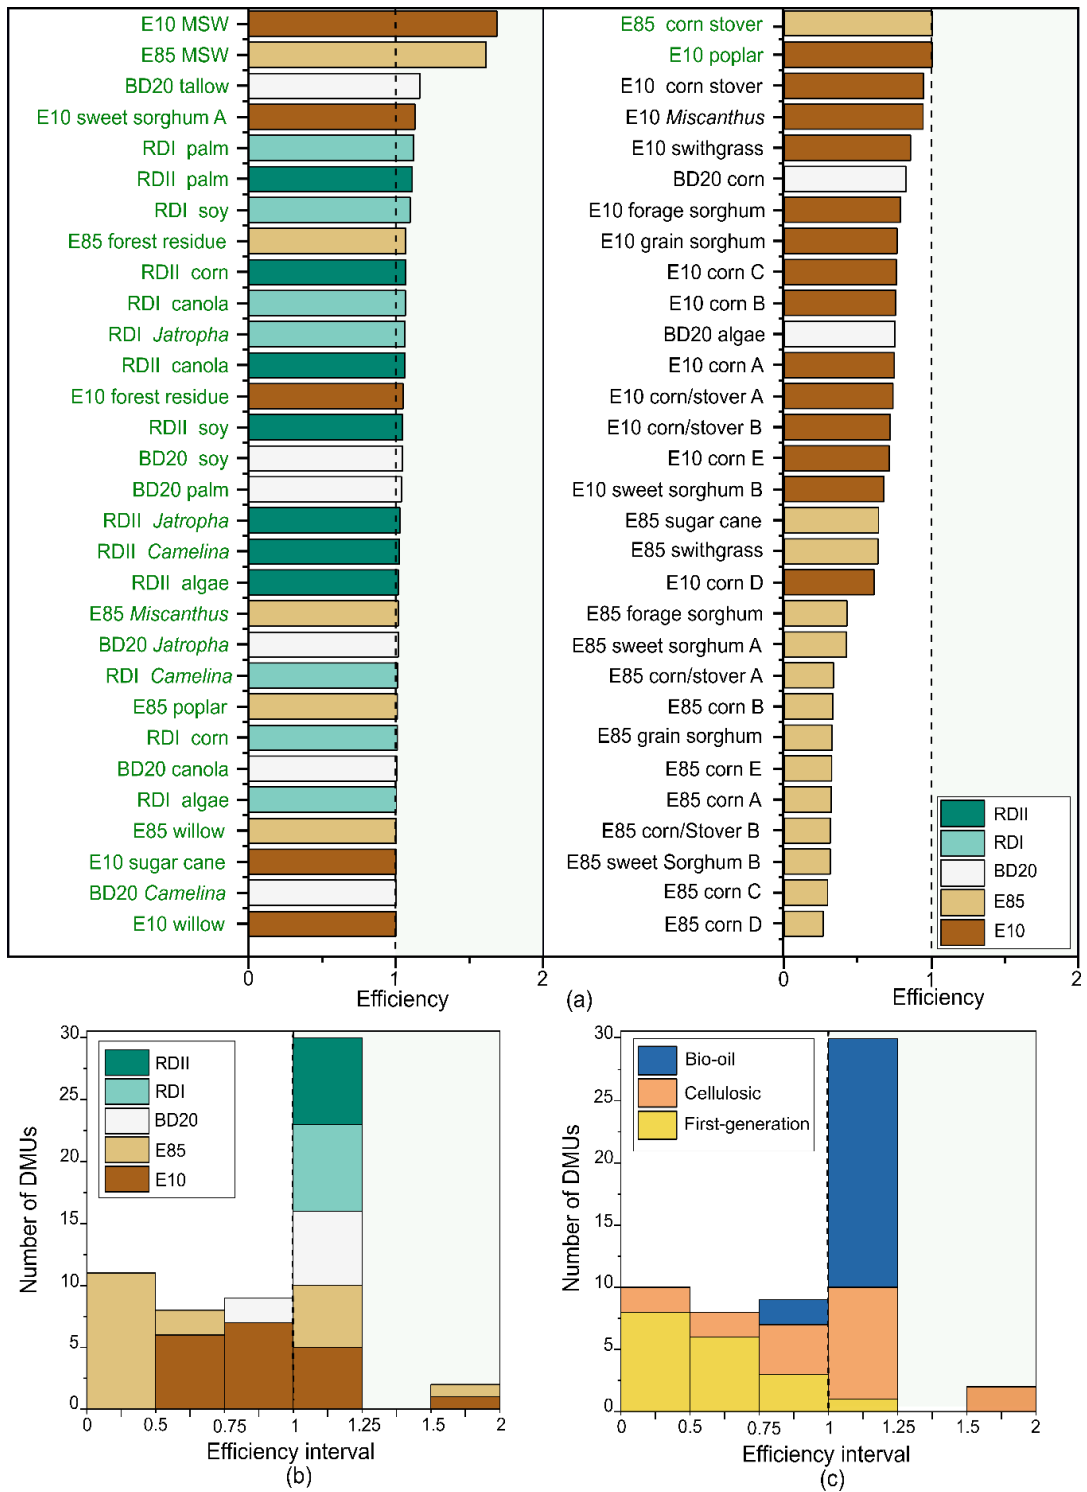 E10 MSW
E85 MSW
BD20 tallow
E10 sweet sorghum A
RDI palm
RDII palm
RDI soy
E85 forest residue
RDII corn
RDI canola
RDI Jatropha
RDII canola
E10 forest residue
RDII soy
BD20 soy
BD20 palm
RDII Jatropha
RDII Camelina
RDII algae
E85 Miscanthus
BD20 Jatropha
RDI Camelina
E85 poplar
RDI corn
BD20 canola
RDI algae
E85 willow
E10 sugar cane
BD20 Camelina
E10 willow
0 1 2
Efficiency
E85 corn stover
E10 poplar
E10 corn stover
E10 Miscanthus
E10 swithgrass
BD20 corn
E10 forage sorghum
E10 grain sorghum
E10 corn C
E10 corn B
BD20 algae
E10 corn A
E10 corn/stover A
E10 corn/stover B
E10 corn E
E10 sweet sorghum B
E85 sugar cane
E85 swithgrass
E10 corn D
E85 forage sorghum
E85 sweet sorghum A
E85 corn/stover A
E85 corn B
E85 grain sorghum
E85 corn E
E85 corn A
E85 corn/Stover B
E85 sweet Sorghum B
E85 corn C
E85 corn D
RDII
RDI
BD20
E85
E10
0 1 2
Efficiency
(a)
30
25
20
15
10
5
0
Number of DMUs
RDII
RDI
BD20
E85
E10
0 0.5 0.75 1 1.25 1.5 2
Efficiency interval
(b)
30
25
20
15
10
5
0
Number of DMUs
Bio-oil
Cellulosic
First-generation
0 0.5 0.75 1 1.25 1.5 2
Efficiency interval
(c)